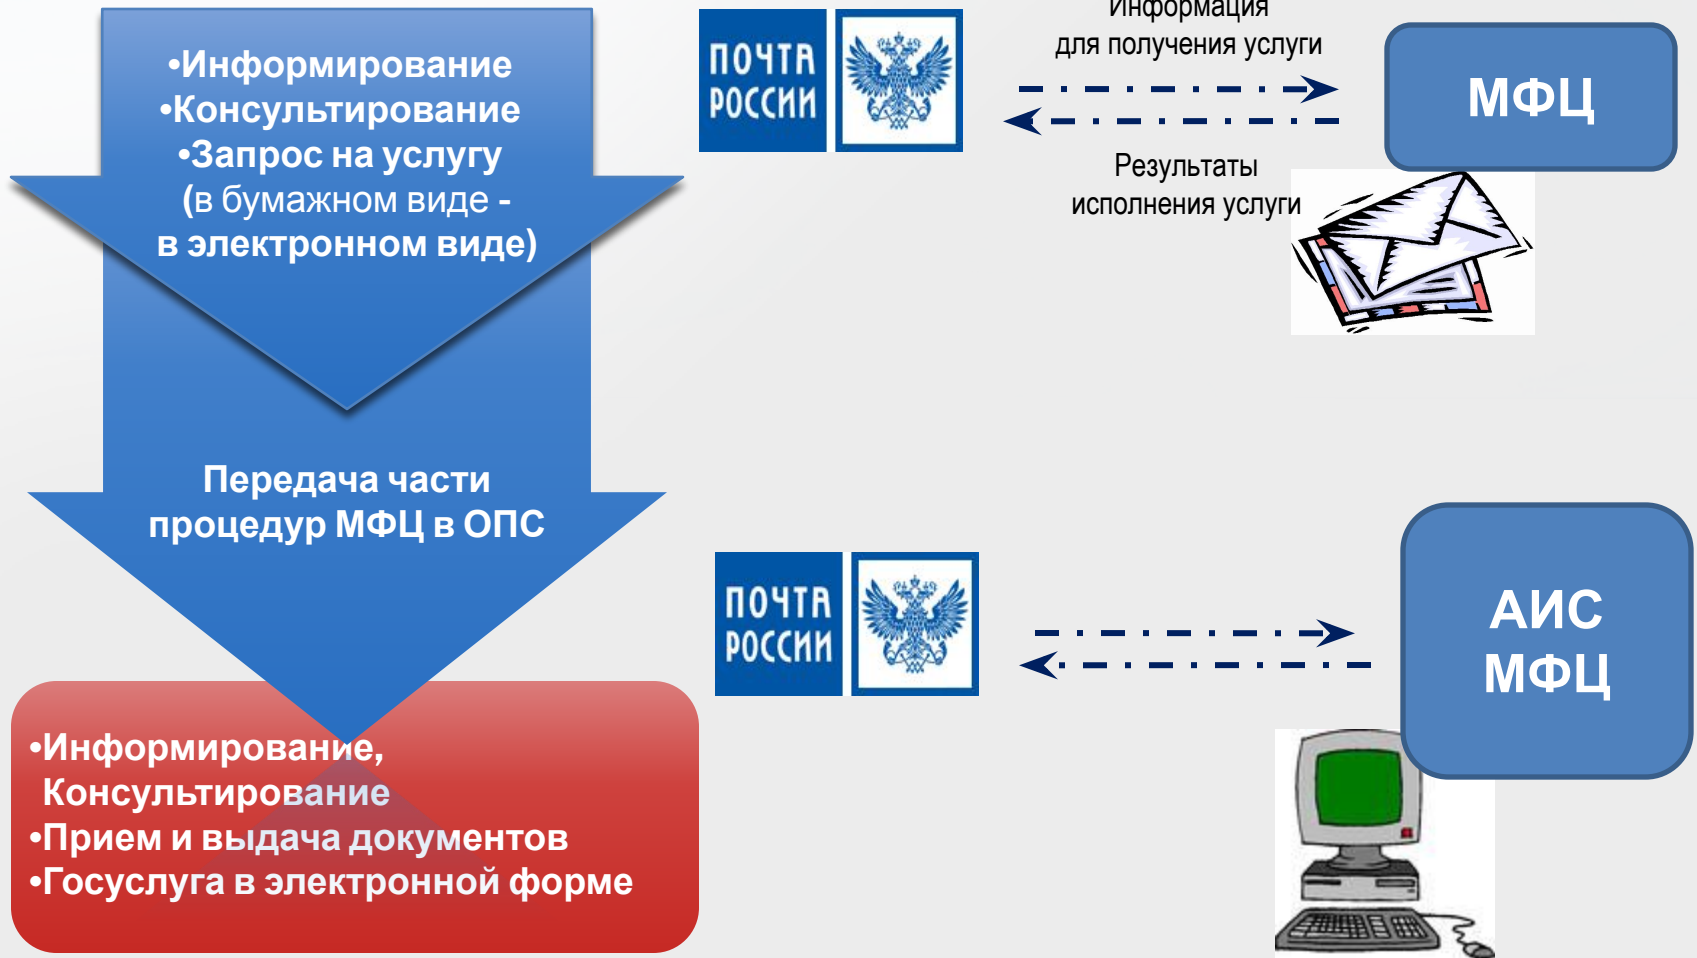 •Информирование
•Консультирование
•Запрос на услугу
(в бумажном виде -
в электронном виде)
ПОЧТА
РОССИИ
Информация
для получения услуги
МФЦ
Результаты
исполнения услуги
Передача части
процедур МФЦ в ОПС
ПОЧТА
РОССИИ
АИС
МФЦ
•Информирование,
Консультирование
•Прием и выдача документов
•Госуслуга в электронной форме